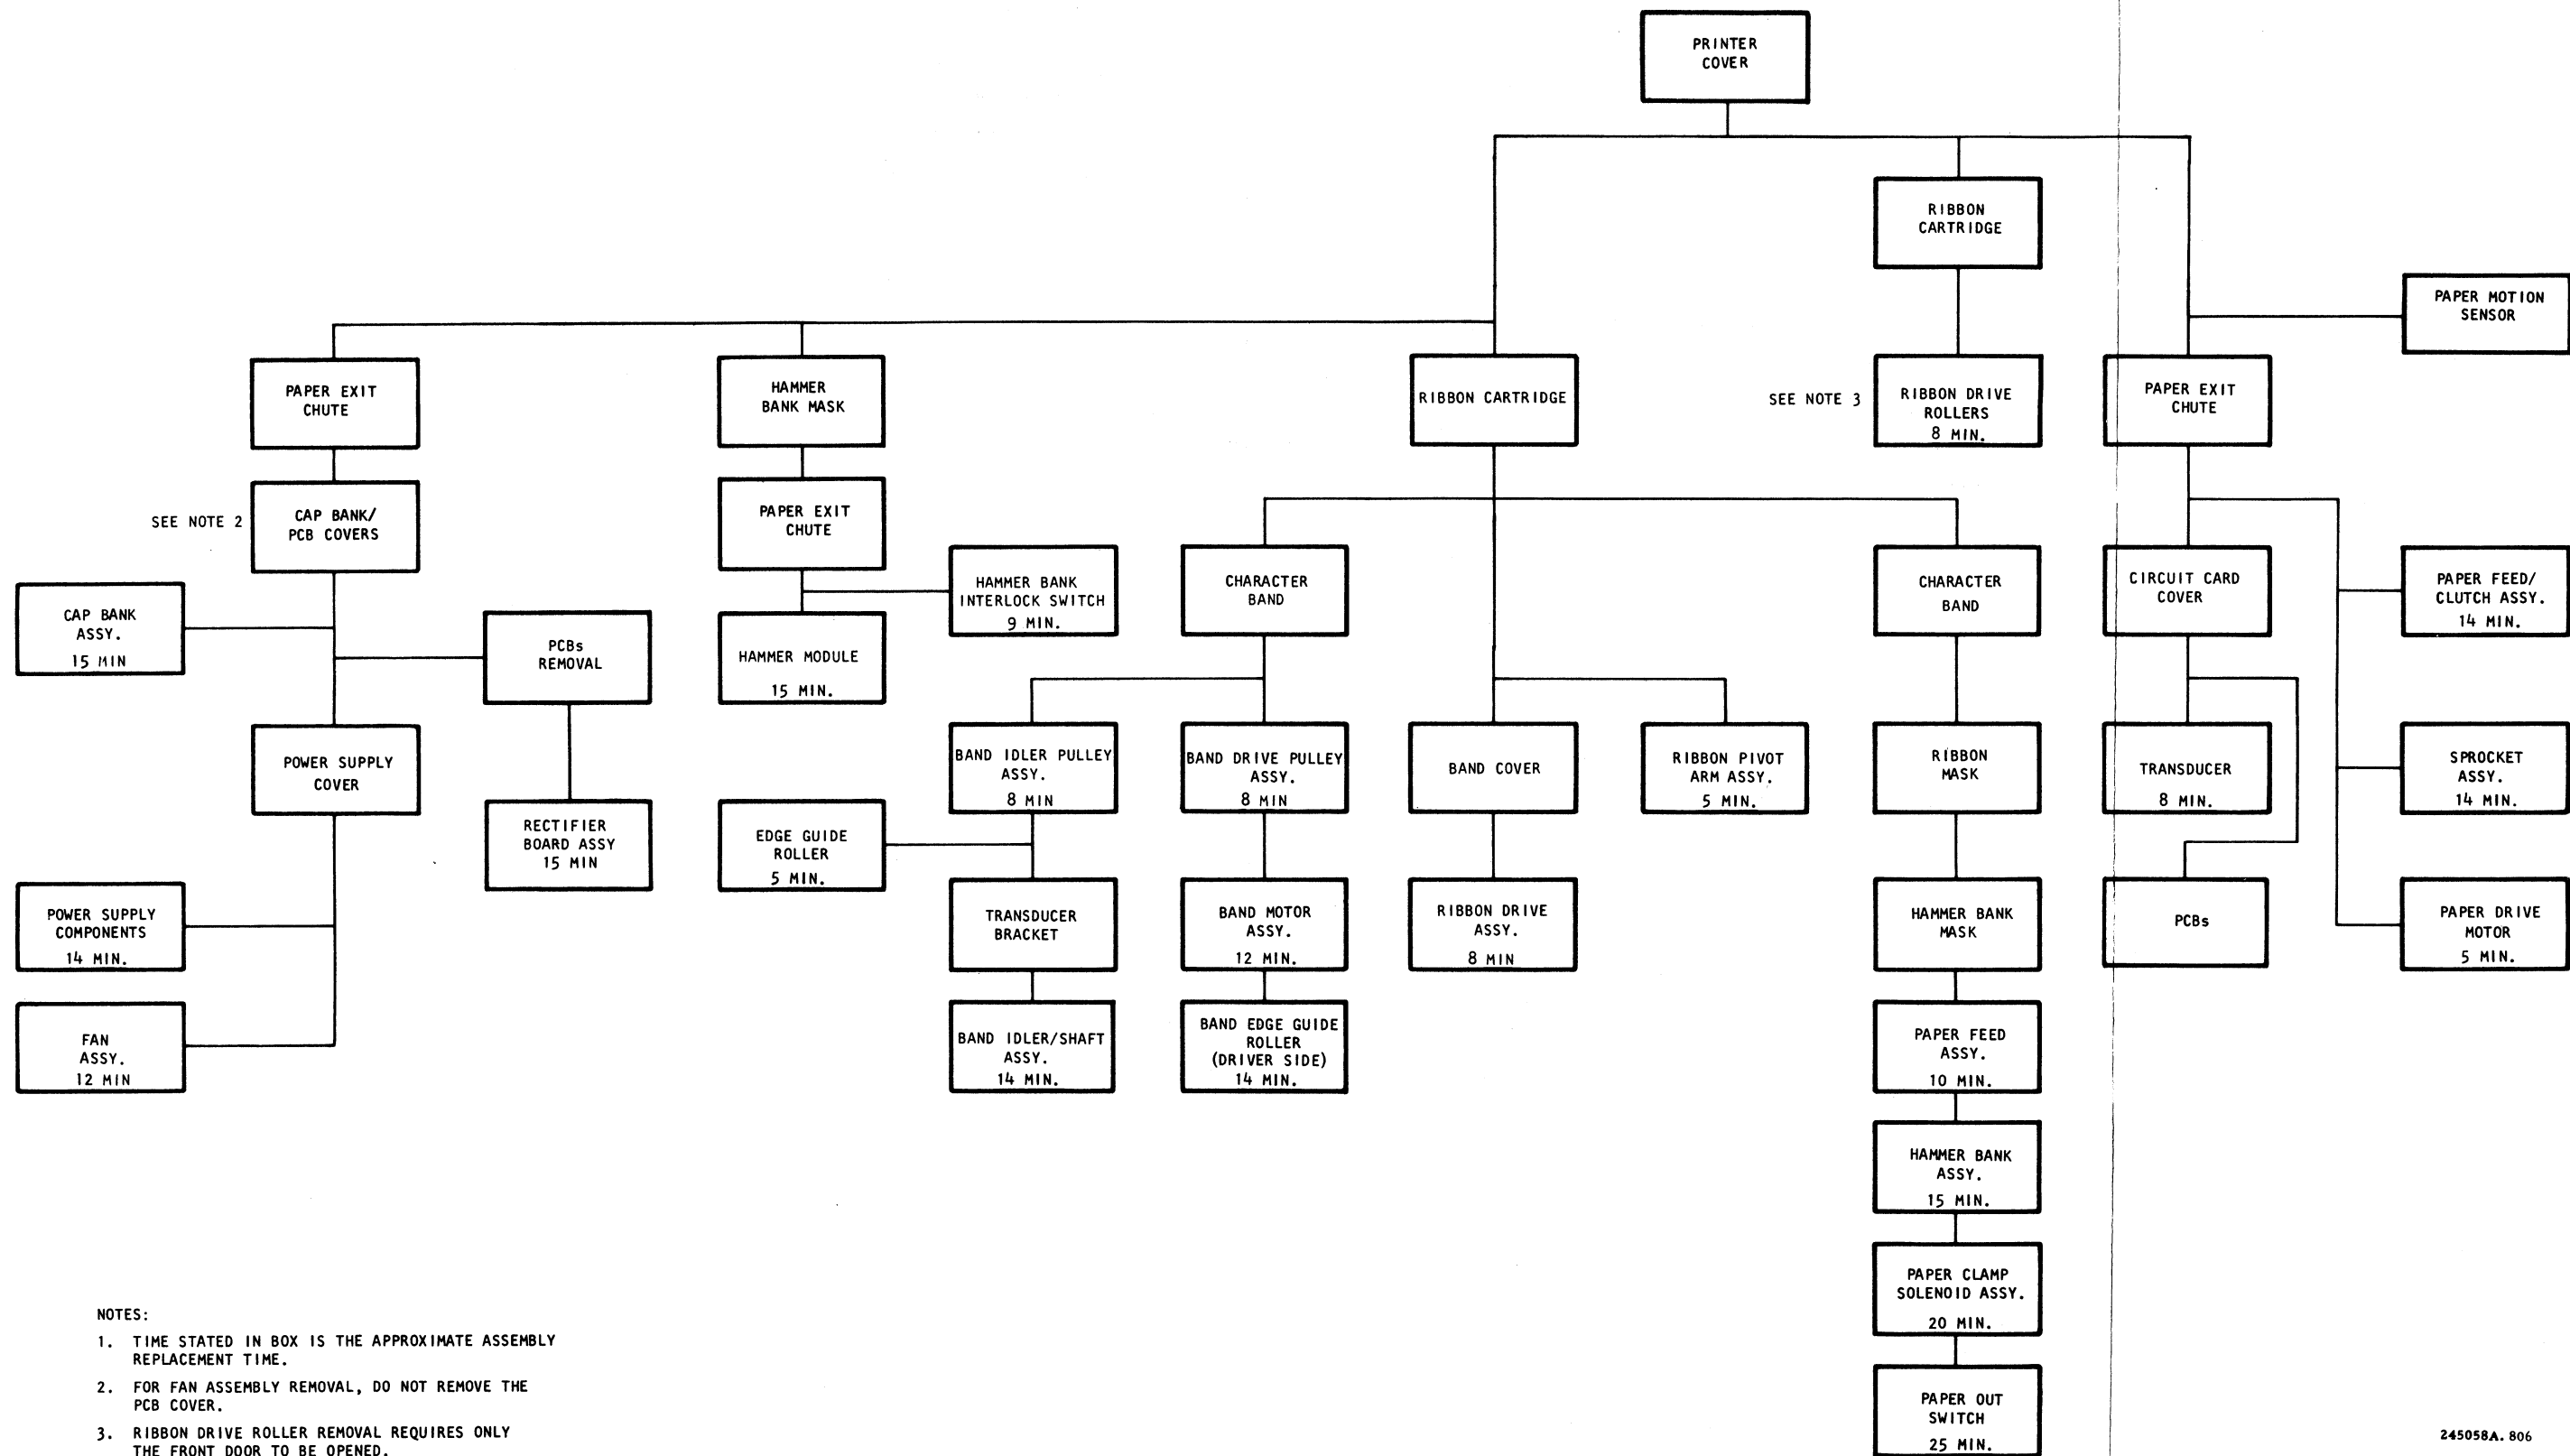 PRINTER
COVER
RIBBON
CARTRIDGE
PAPER MOTION
SENSOR
PAPER EXIT
CHUTE
HAMMER
BANK MASK
RIBBON CARTRIDGE
SEE NOTE 3
RIBBON DRIVE
ROLLERS
8 MIN.
PAPER EXIT
CHUTE
SEE NOTE 2
CAP BANK/
PCB COVERS
PAPER EXIT
CHUTE
HAMMER BANK
INTERLOCK SWITCH
9 MIN.
CHARACTER
BAND
CHARACTER
BAND
CIRCUIT CARD
COVER
PAPER FEED/
CLUTCH ASSY.
14 MIN.
CAP BANK
ASSY.
15 MIN
PCBs
REMOVAL
HAMMER MODULE
15 MIN.
POWER SUPPLY
COVER
BAND IDLER PULLEY
ASSY.
8 MIN
BAND DRIVE PULLEY
ASSY.
8 MIN
BAND COVER
RIBBON PIVOT
ARM ASSY.
5 MIN.
RIBBON
MASK
TRANSDUCER
8 MIN.
SPROCKET
ASSY.
14 MIN.
RECTIFIER
BOARD ASSY
15 MIN
EDGE GUIDE
ROLLER
5 MIN.
POWER SUPPLY
COMPONENTS
14 MIN.
TRANSDUCER
BRACKET
BAND MOTOR
ASSY.
12 MIN.
RIBBON DRIVE
ASSY.
8 MIN
HAMMER BANK
MASK
PCBs
PAPER DRIVE
MOTOR
5 MIN.
FAN
ASSY.
12 MIN
BAND IDLER/SHAFT
ASSY.
14 MIN.
BAND EDGE GUIDE
ROLLER
(DRIVER SIDE)
14 MIN.
PAPER FEED
ASSY.
10 MIN.
HAMMER BANK
ASSY.
15 MIN.
PAPER CLAMP
SOLENOID ASSY.
20 MIN.
PAPER OUT
SWITCH
25 MIN.
NOTES:
1. TIME STATED IN BOX IS THE APPROXIMATE ASSEMBLY
REPLACEMENT TIME.
2. FOR FAN ASSEMBLY REMOVAL, DO NOT REMOVE THE
PCB COVER.
3. RIBBON DRIVE ROLLER REMOVAL REQUIRES ONLY
THE FRONT DOOR TO BE OPENED.
245058A. 806